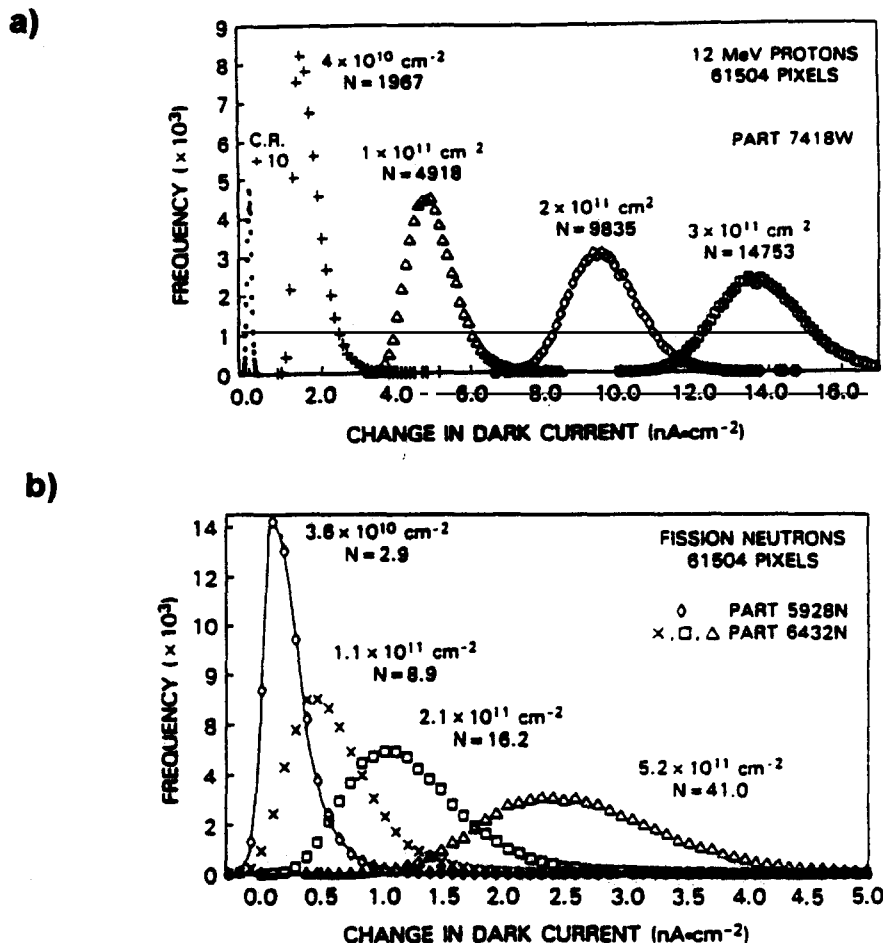 a)
9
8
7
6
5
4
3
2
1
0
FREQUENCY (×10³)
C.R.
÷10
4 × 10¹⁰ cm⁻²
N = 1967
1 × 10¹¹ cm ²
N = 4918
2 × 10¹¹ cm²
N = 9835
3 × 10¹¹ cm ²
N = 14753
12 MeV PROTONS
61504 PIXELS
PART 7418W
0.0 2.0 4.0 6.0 8.0 10.0 12.0 14.0 16.0
CHANGE IN DARK CURRENT (nA•cm⁻²)
b)
14
12
10
8
6
4
2
0
FREQUENCY (×10³)
3.6 × 10¹⁰ cm⁻²
N = 2.9
1.1 × 10¹¹ cm⁻²
N = 8.9
2.1 × 10¹¹ cm⁻²
N = 16.2
5.2 × 10¹¹ cm⁻²
N = 41.0
FISSION NEUTRONS
61504 PIXELS
◊ PART 5928N
×, □, △ PART 6432N
0.0 0.5 1.0 1.5 2.0 2.5 3.0 3.5 4.0 4.5 5.0
CHANGE IN DARK CURRENT (nA•cm⁻²)